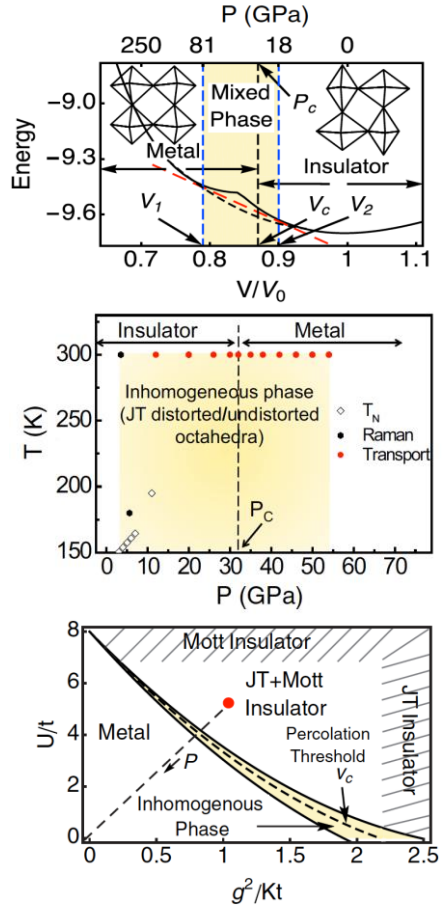 P (GPa)
250 81 18 0
Mixed
Phase
P_c
Metal
Insulator
Energy
-9.0
-9.3
-9.6
V_1
V_c
V_2
0.7 0.8 0.9 1 1.1
V/V_0
Insulator Metal
T (K)
300
250
200
150
Inhomogeneous phase
(JT distorted/undistorted
octahedra)
T_N
Raman
Transport
P_C
0 10 20 30 40 50 60 70
P (GPa)
U/t
8
6
4
2
0
Mott Insulator
JT+Mott
Insulator
Metal
P
Percolation
Threshold
V_c
JT Insulator
Inhomogenous
Phase
0 0.5 1 1.5 2 2.5
g²/Kt